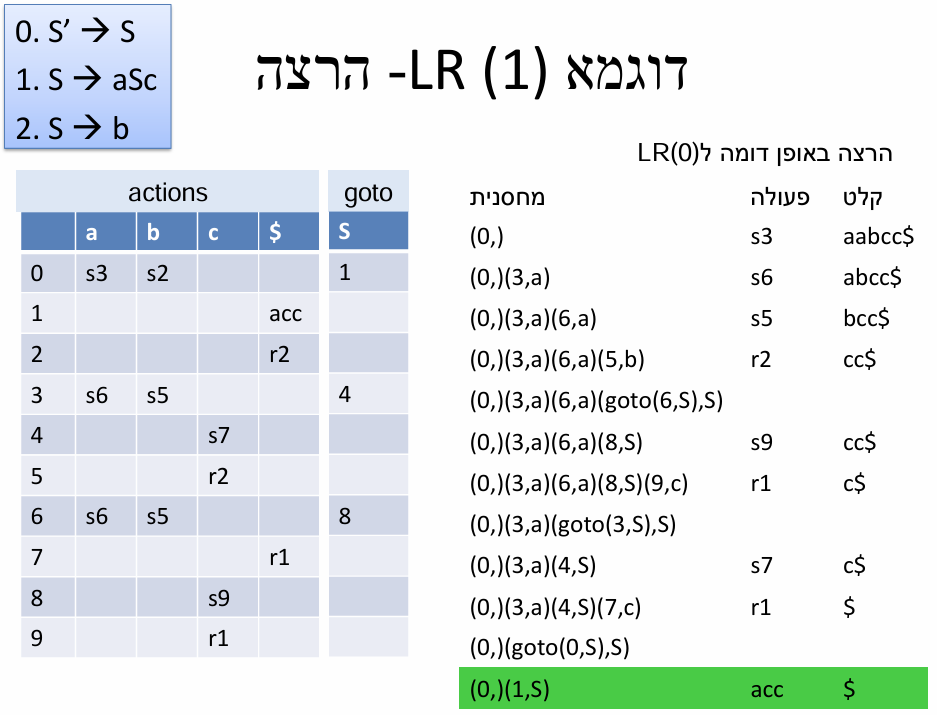 0. S’ → S
1. S → aSc
2. S → b
דוגמא LR (1)- הרצה
הרצה באופן דומה לLR(0)
actions goto
a b c $ S
0 s3 s2 1
1 acc
2 r2
3 s6 s5 4
4 s7
5 r2
6 s6 s5 8
7 r1
8 s9
9 r1
מחסנית פעולה קלט
(0,) s3 aabcc$
(0,)(3,a) s6 abcc$
(0,)(3,a)(6,a) s5 bcc$
(0,)(3,a)(6,a)(5,b) r2 cc$
(0,)(3,a)(6,a)(goto(6,S),S)
(0,)(3,a)(6,a)(8,S) s9 cc$
(0,)(3,a)(6,a)(8,S)(9,c) r1 c$
(0,)(3,a)(goto(3,S),S)
(0,)(3,a)(4,S) s7 c$
(0,)(3,a)(4,S)(7,c) r1 $
(0,)(goto(0,S),S)
(0,)(1,S) acc $